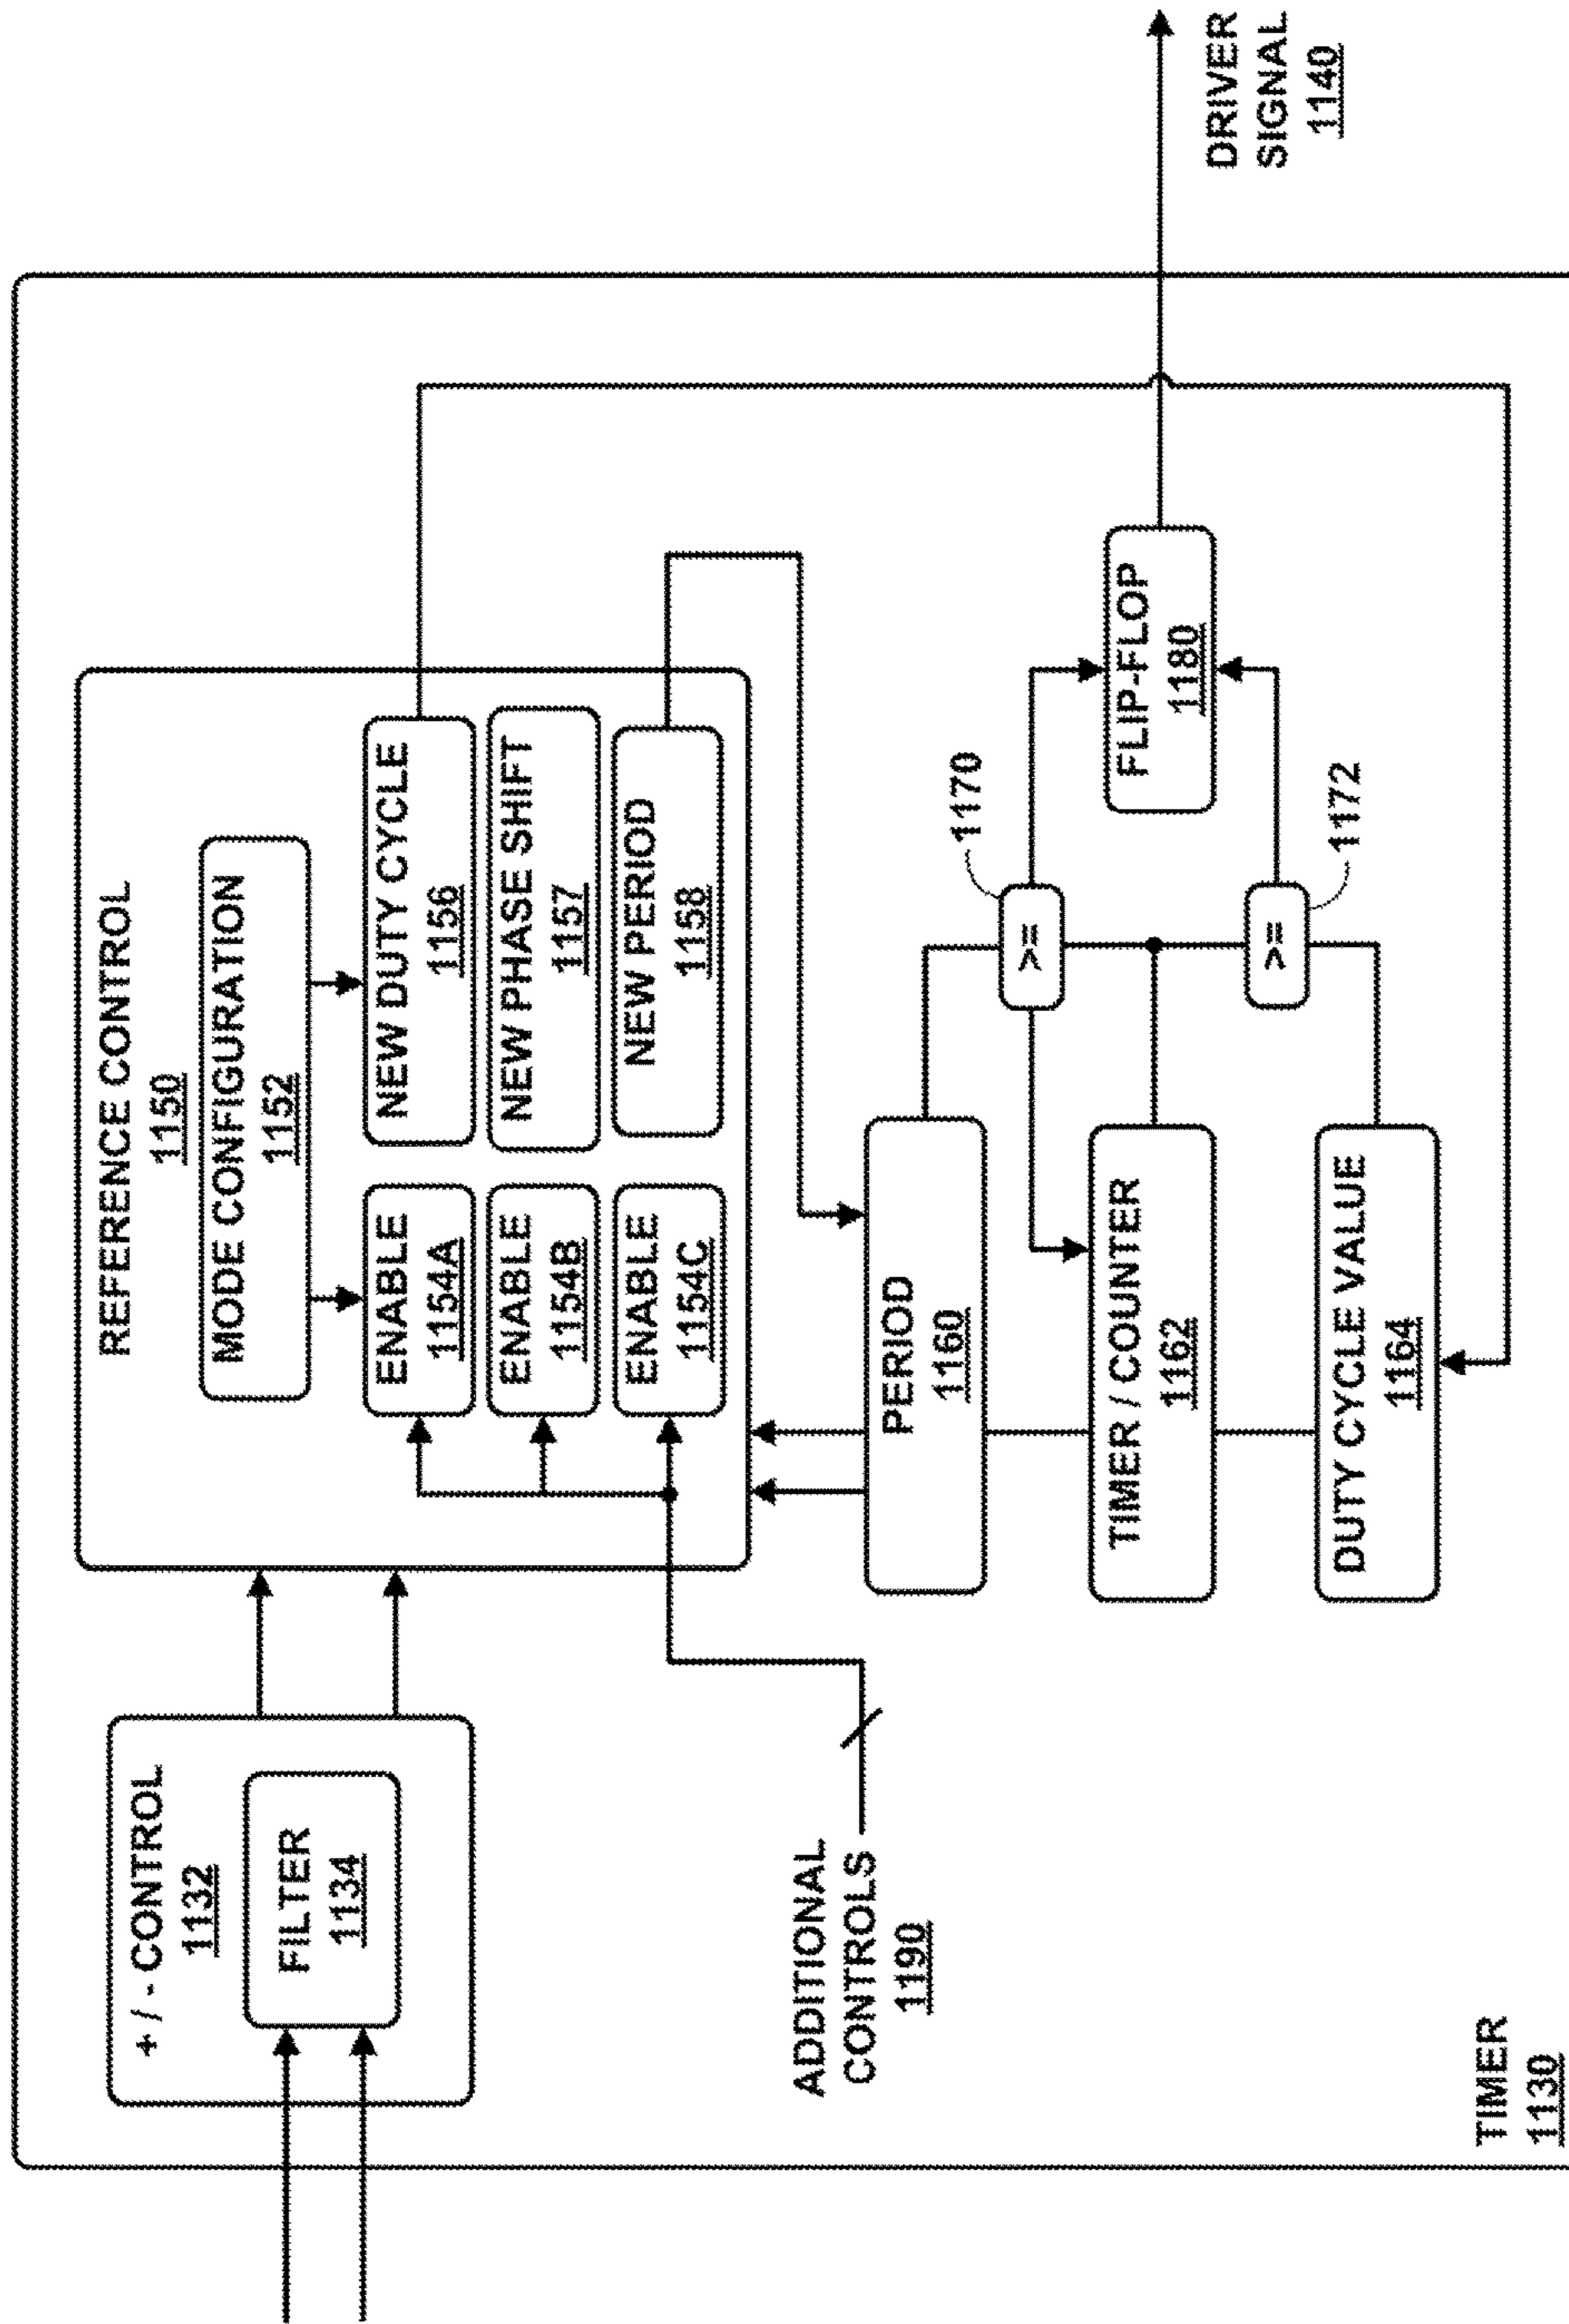 + / - CONTROL
1132
FILTER
1134
REFERENCE CONTROL
1150
MODE CONFIGURATION
1152
ENABLE
1154A
NEW DUTY CYCLE
1156
ENABLE
1154B
NEW PHASE SHIFT
1157
ENABLE
1154C
NEW PERIOD
1158
ADDITIONAL
CONTROLS
1190
PERIOD
1160
TIMER / COUNTER
1162
DUTY CYCLE VALUE
1164
>=
1170
>=
1172
FLIP-FLOP
1180
DRIVER
SIGNAL
1140
TIMER
1130